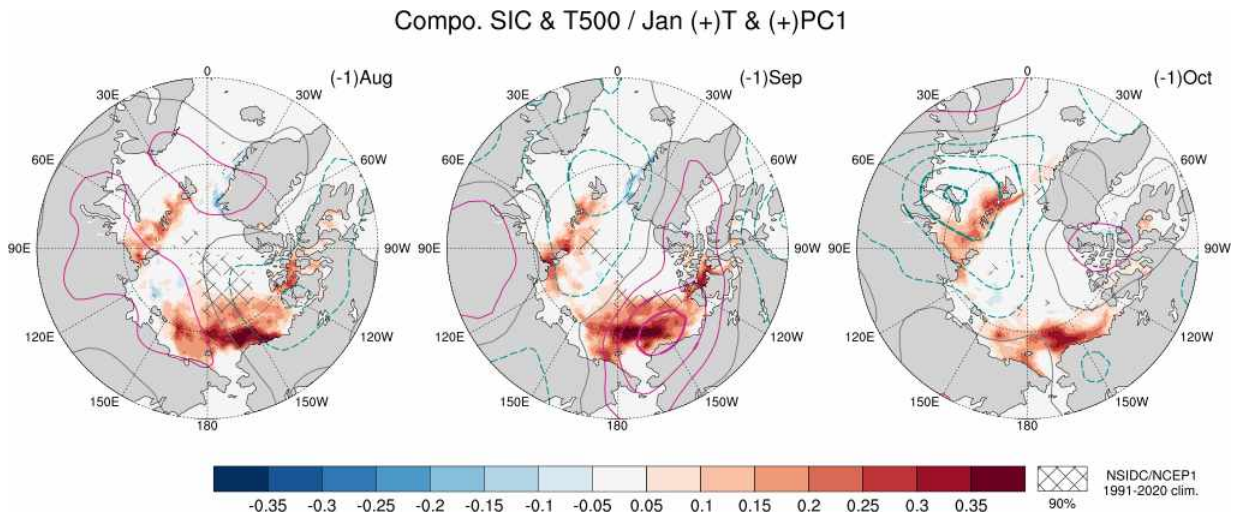 Compo. SIC & T500 / Jan (+)T & (+)PC1
(-1)Aug
0
30E
30W
60E
60W
90E
90W
120E
120W
150E
150W
180
(-1)Sep
0
30E
30W
60E
60W
90E
90W
120E
120W
150E
150W
180
(-1)Oct
0
30E
30W
60E
60W
90E
90W
120E
120W
150E
150W
180
-0.35 -0.3 -0.25 -0.2 -0.15 -0.1 -0.05 0.05 0.1 0.15 0.2 0.25 0.3 0.35
90%
NSIDC/NCEP1
1991-2020 clim.